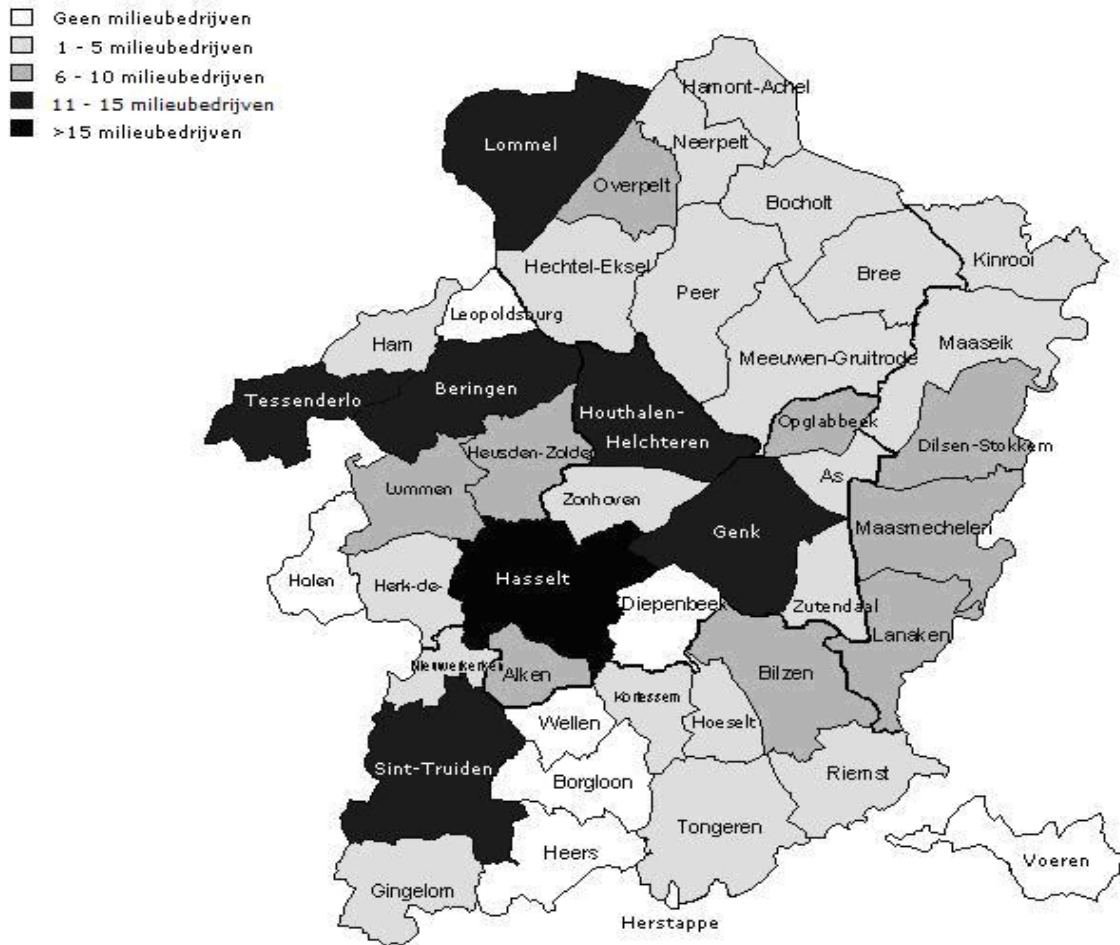 Geen milieubedrijven
1 - 5 milieubedrijven
6 - 10 milieubedrijven
11 - 15 milieubedrijven
>15 milieubedrijven
Hamont-Achel
Lommel
Neerpelt
Overpelt
Bocholt
Hechtel-Eksel
Kinrooi
Bree
Peer
Leopoldsburg
Ham
Maaseik
Meeuwen-Gruitrode
Beringen
Tessenderlo
Houthalen-
Helchteren
Opglabbeek
Dilsen-Stokkem
Heusden-Zolder
As
Lummen
Zonhoven
Genk
Maasmechelen
Holen
Herk-de-
Hasselt
Diepenbeek
Zutendaal
Lanaken
Nieuwerkerken
Alken
Bilzen
Kortessem
Wellen
Hoeselt
Sint-Truiden
Borgloon
Riemst
Tongeren
Heers
Voeren
Gingelom
Herstappe